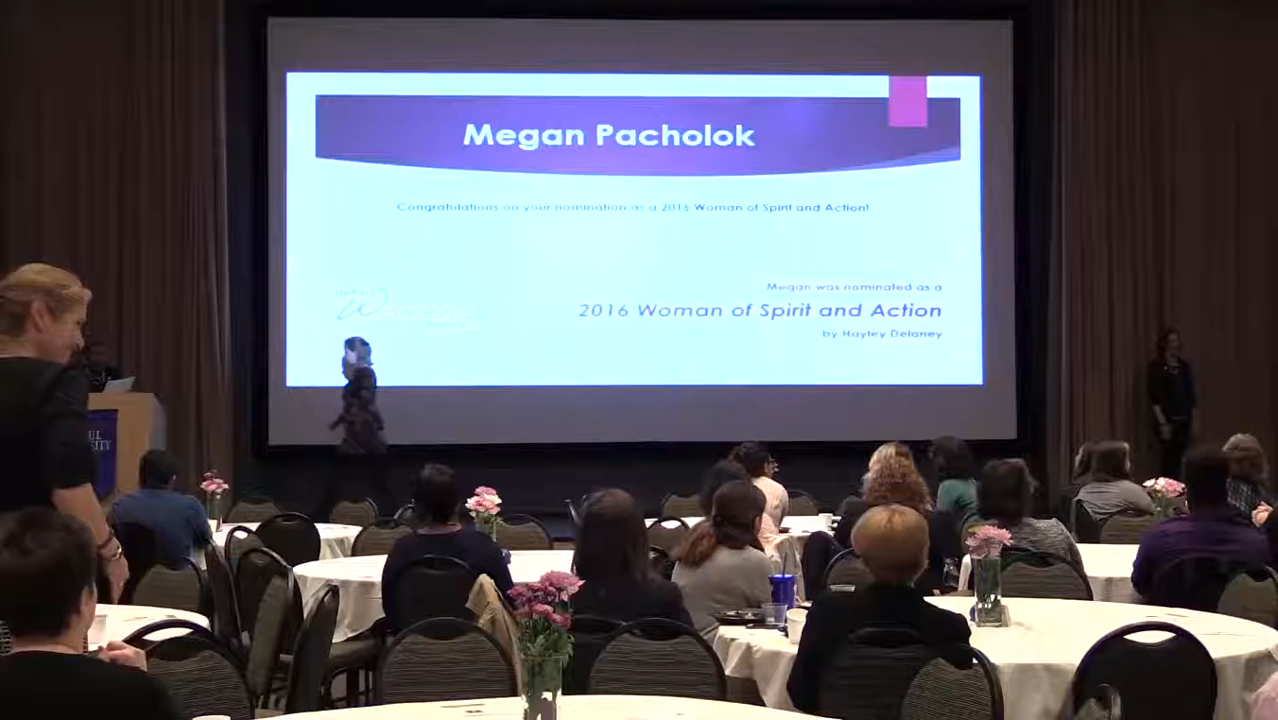 Megan Pacholok
Congratulations on your nomination as a 2016 Woman of Spirit and Action!
Megan was nominated as a
2016 Woman of Spirit and Action
by Hayley Delaney